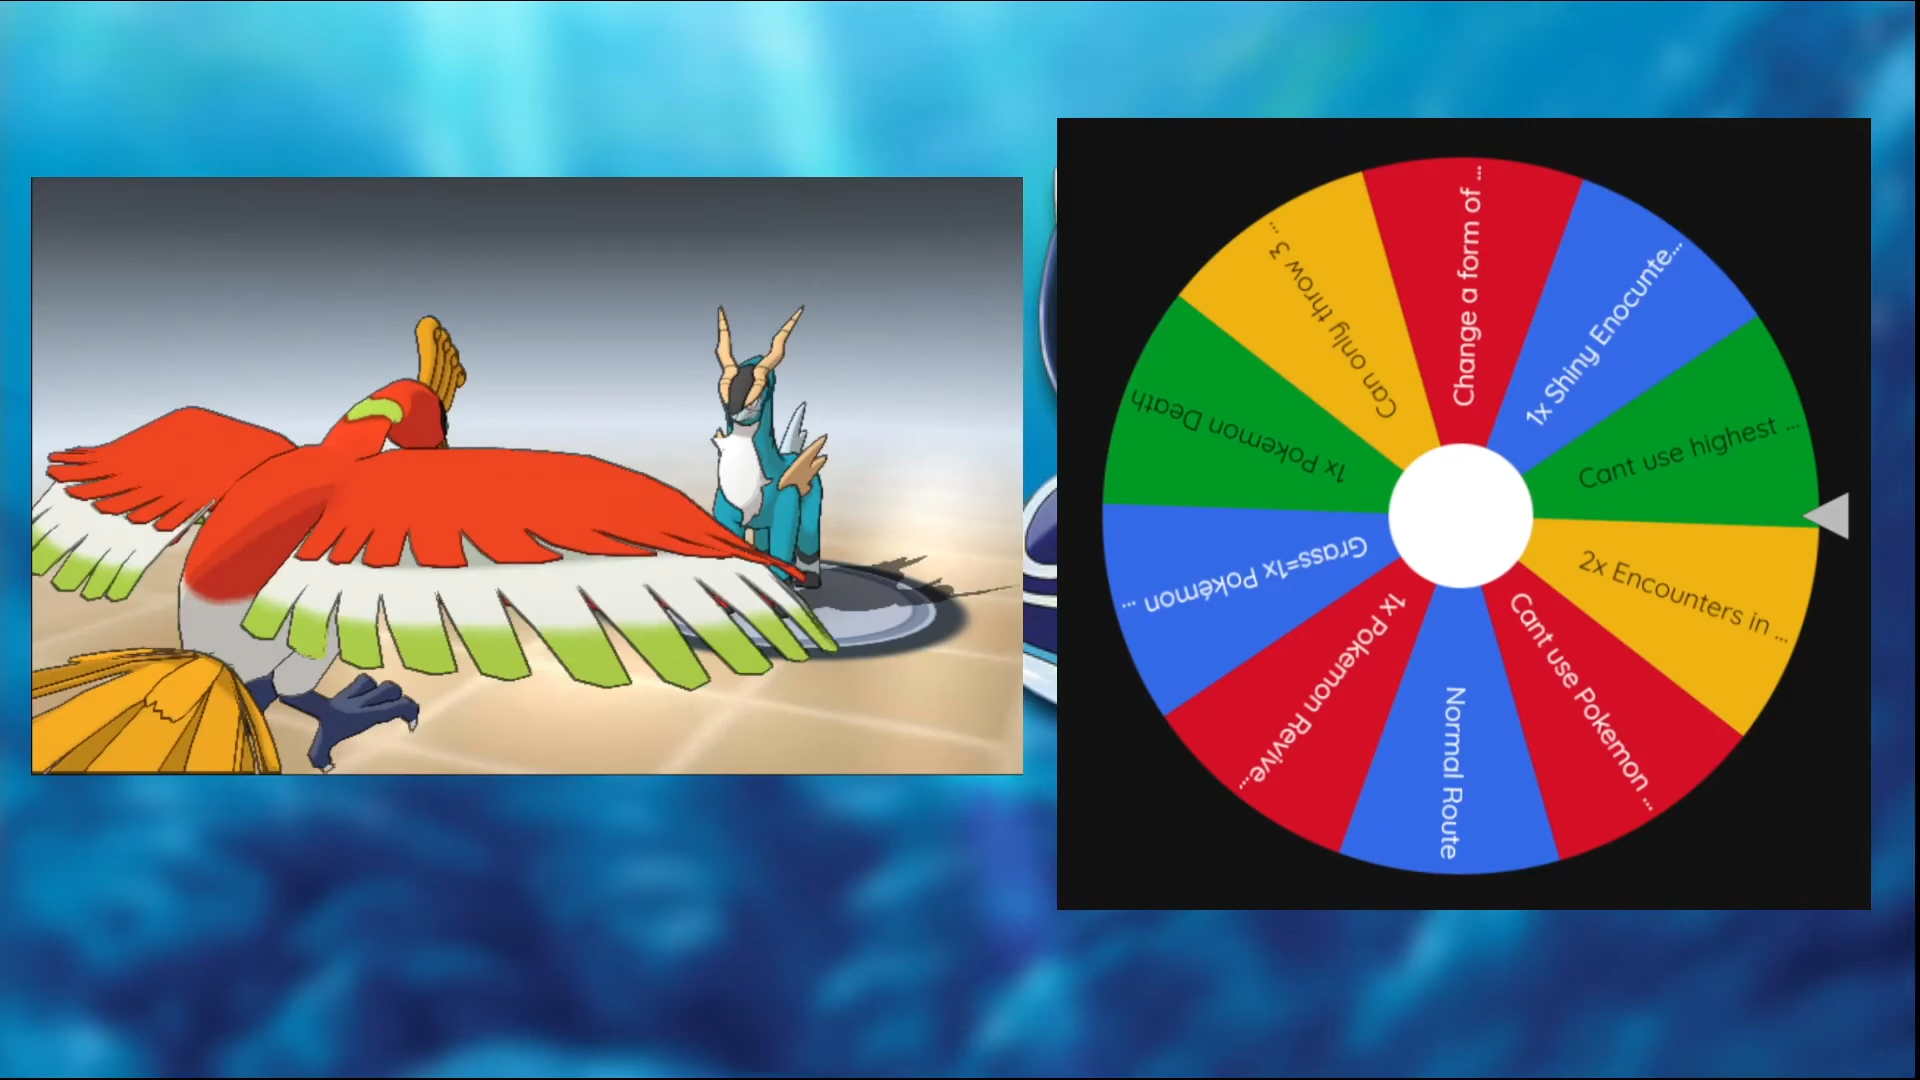 Change a form of ...
1x Shiny Enocunte...
Cant use highest ...
2x Encounters in ...
Cant use Pokemon ...
Normal Route
1x Pokemon Revive...
Grass=1x Pokémon ...
1x Pokemon Death
Can only throw 3 ...